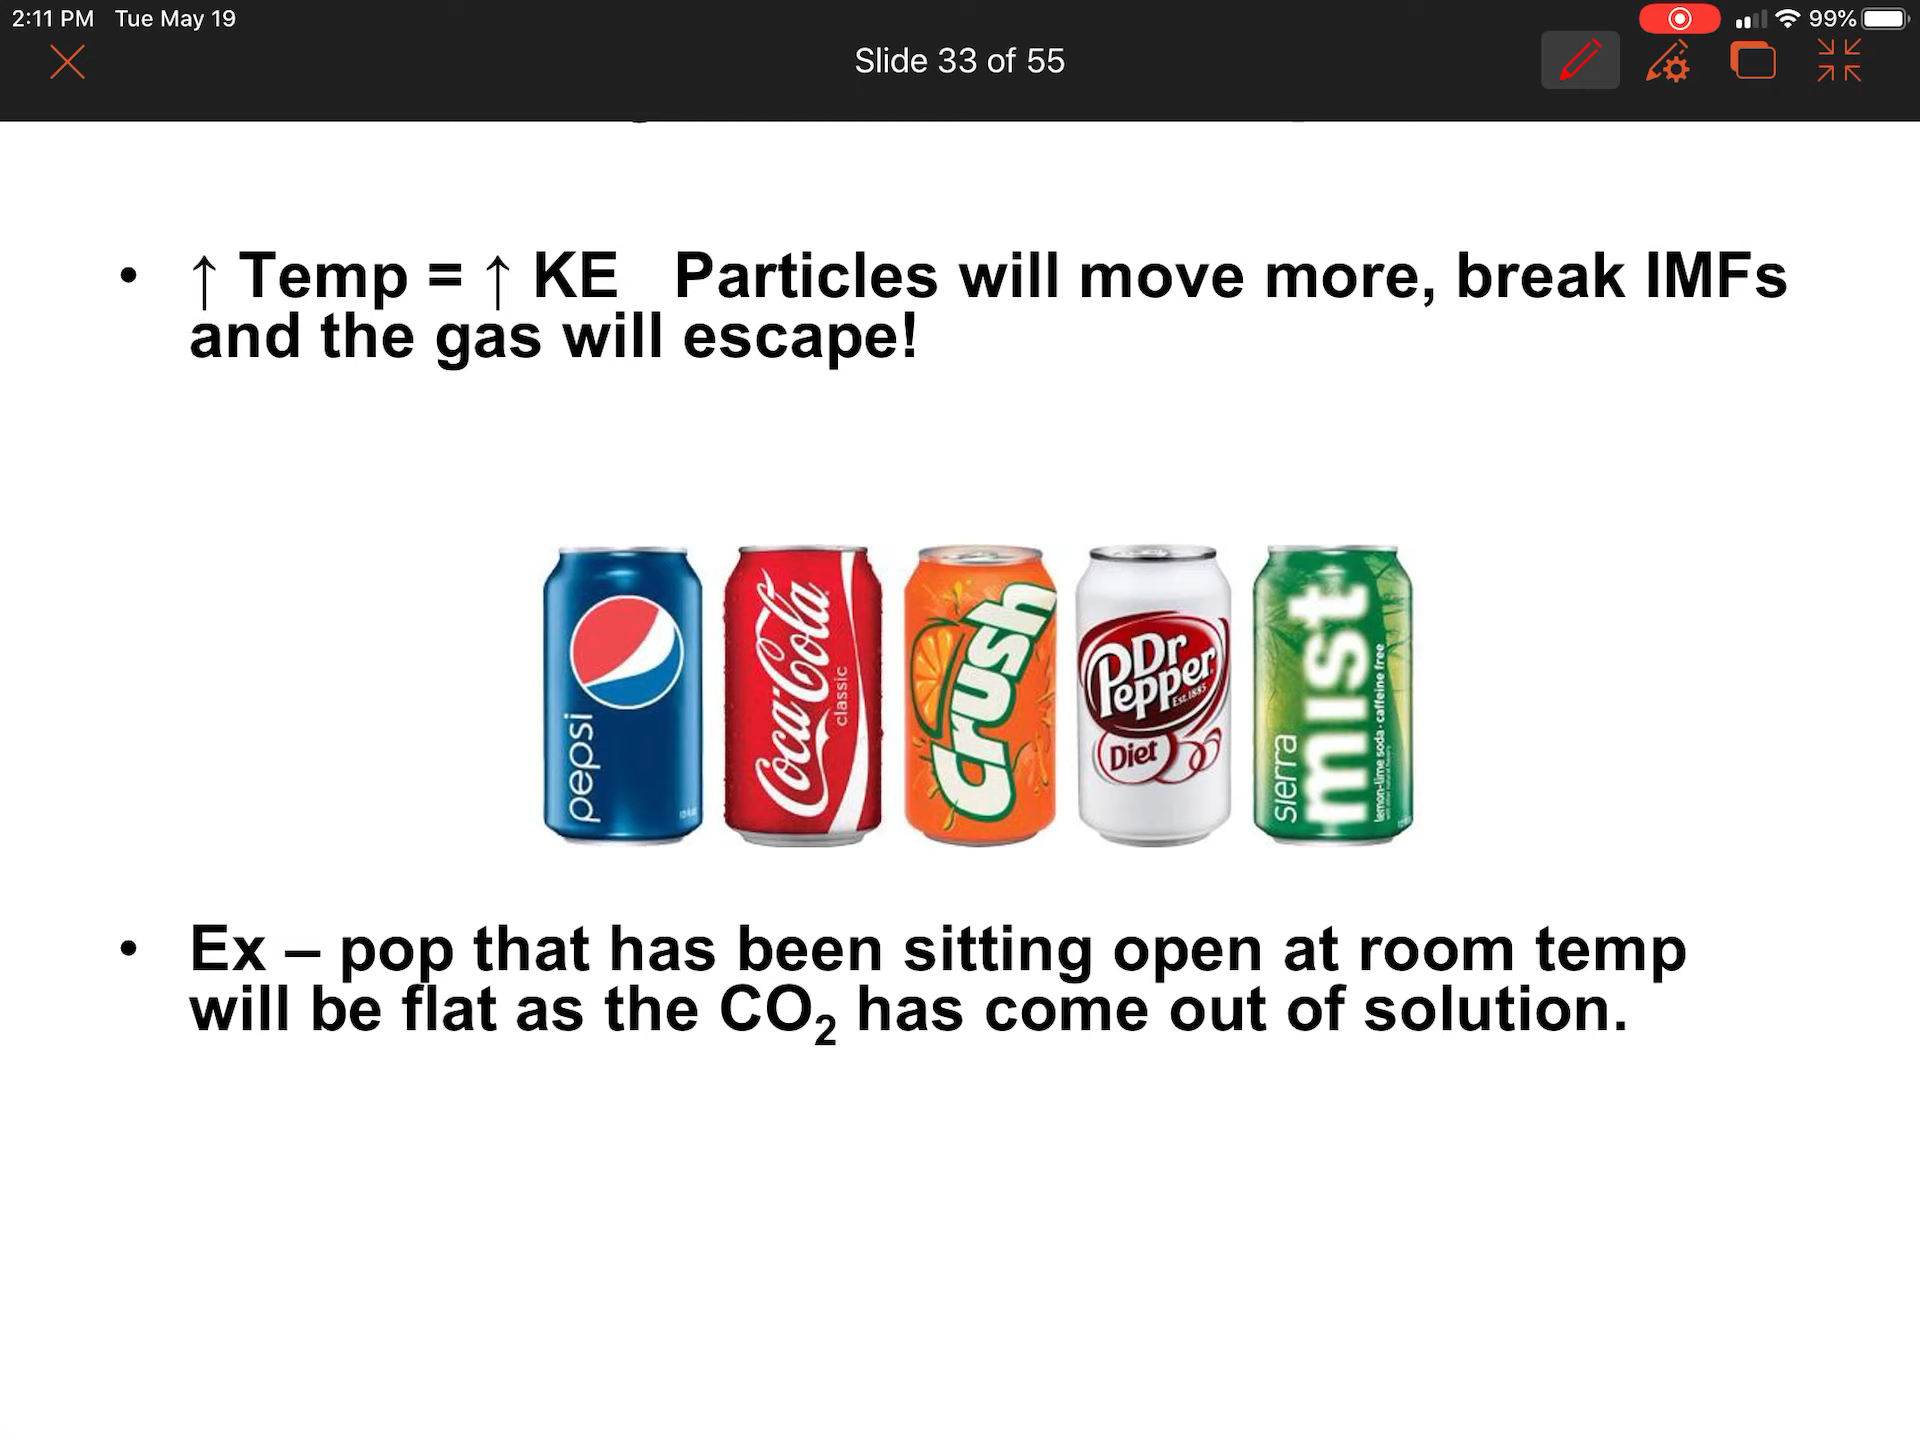 2:11 PM Tue May 19
99%
Slide 33 of 55
• ↑ Temp = ↑ KE Particles will move more, break IMFs
and the gas will escape!
pepsi
Coca-Cola
classic
Crush
Dr
Pepper
Est. 1885
Diet
sierra
mist
lemon-lime soda · caffeine free
• Ex – pop that has been sitting open at room temp
will be flat as the CO₂ has come out of solution.